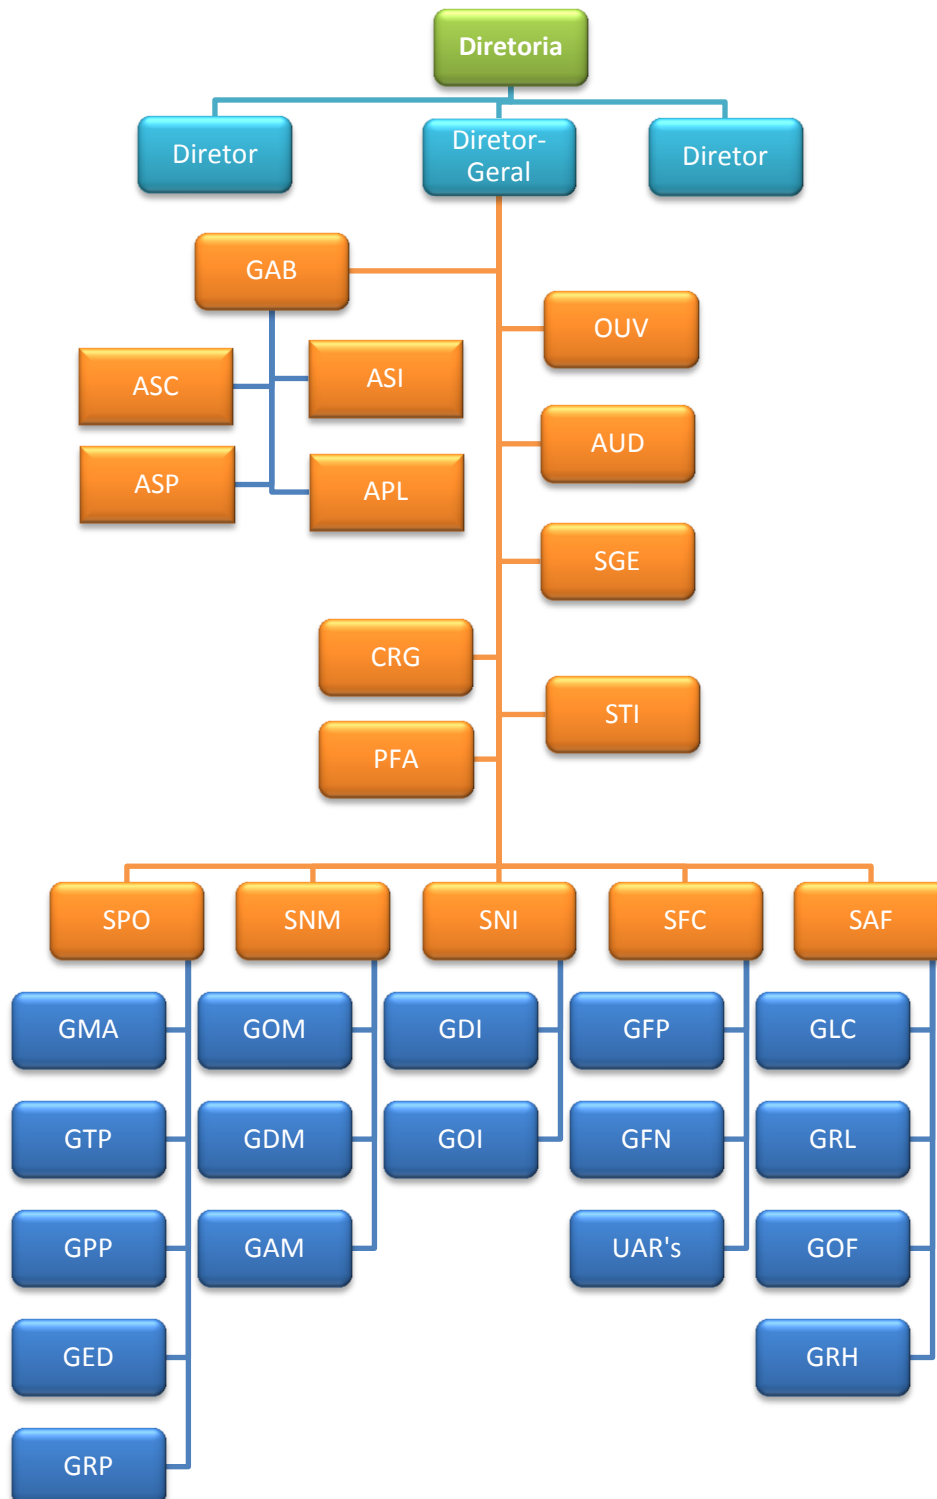 Diretoria
Diretor
Diretor-
Geral
Diretor
GAB
OUV
ASC
ASI
AUD
ASP
APL
SGE
CRG
STI
PFA
SPO
SNM
SNI
SFC
SAF
GMA
GOM
GDI
GFP
GLC
GTP
GDM
GOI
GFN
GRL
GPP
GAM
UAR's
GOF
GED
GRH
GRP